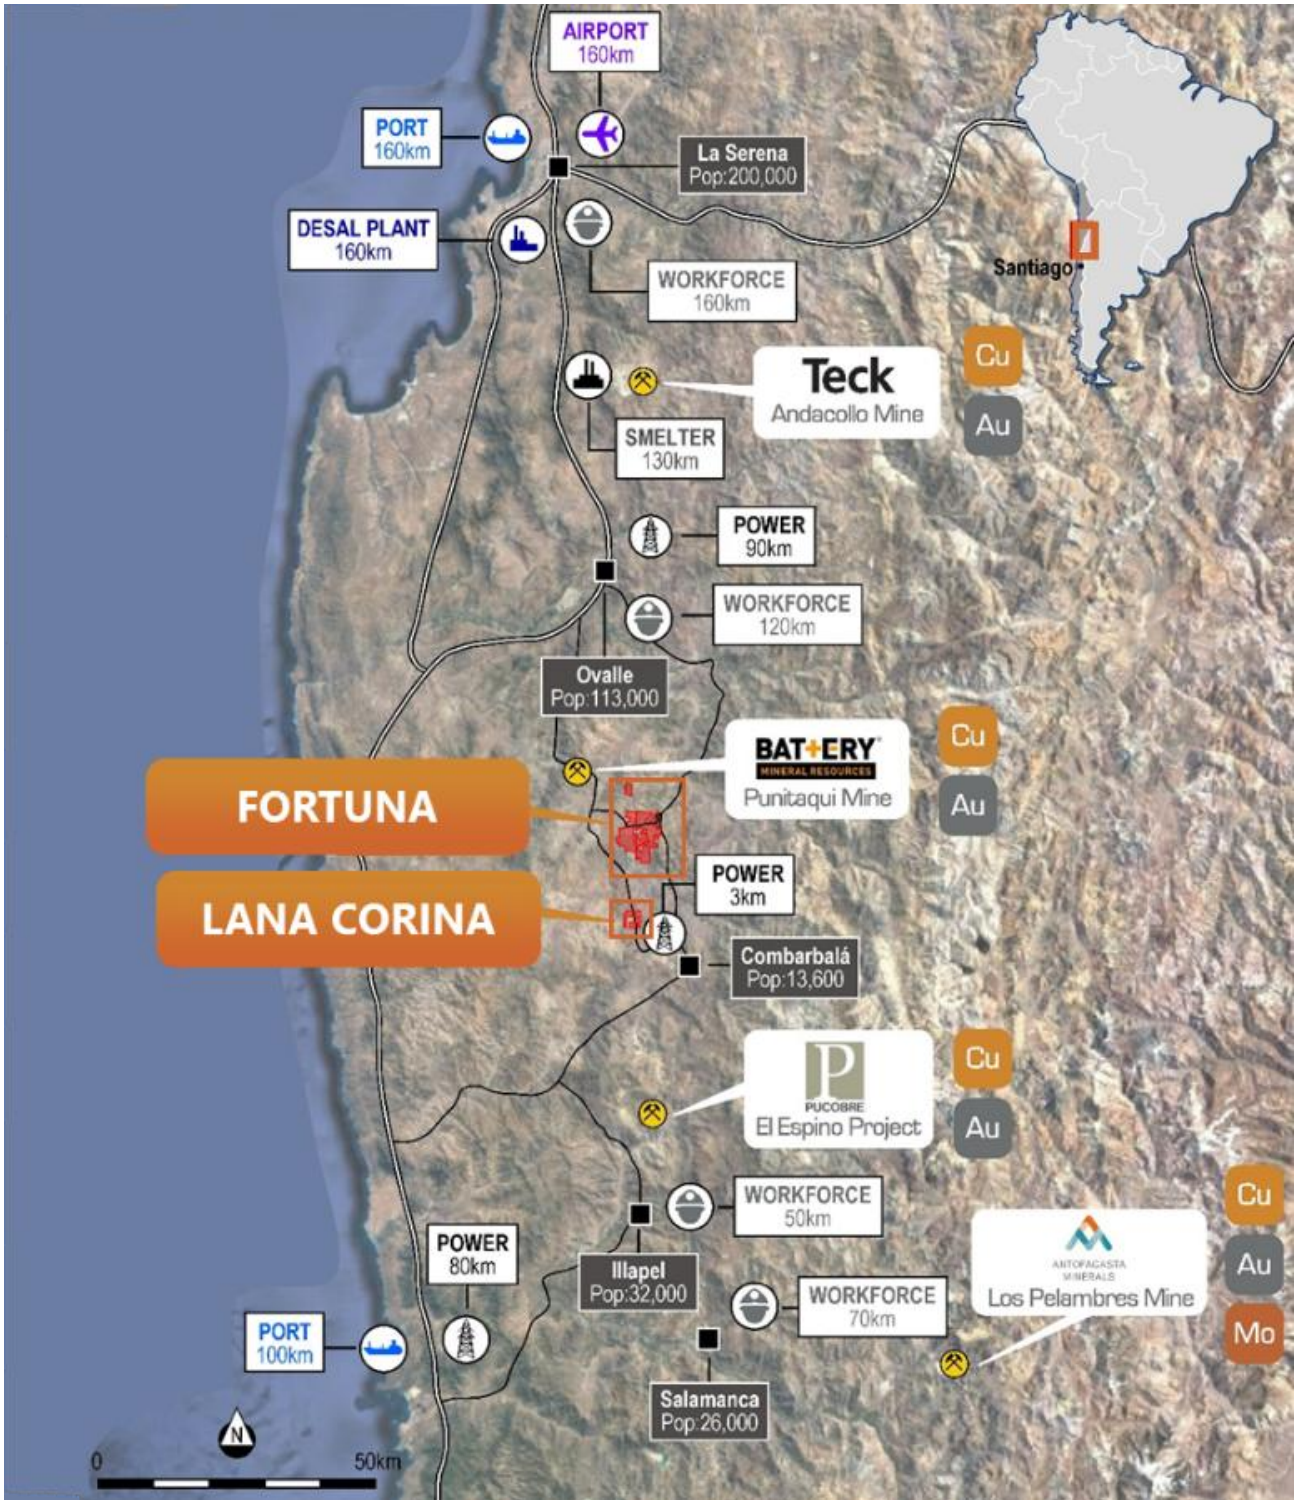 AIRPORT
160km
PORT
160km
La Serena
Pop:200,000
DESAL PLANT
160km
WORKFORCE
160km
Santiago
Teck
Andacollo Mine
Cu
Au
SMELTER
130km
POWER
90km
WORKFORCE
120km
Ovalle
Pop:113,000
BAT+ERY
MINERAL RESOURCES
Punitaqui Mine
Cu
Au
FORTUNA
POWER
3km
LANA CORINA
Combarbalá
Pop:13,600
P
PUCOBRE
El Espino Project
Cu
Au
WORKFORCE
50km
POWER
80km
Illapel
Pop:32,000
ANTOFAGASTA
MINERALS
Los Pelambres Mine
Cu
Au
Mo
WORKFORCE
70km
PORT
100km
Salamanca
Pop:26,000
N
0 50km